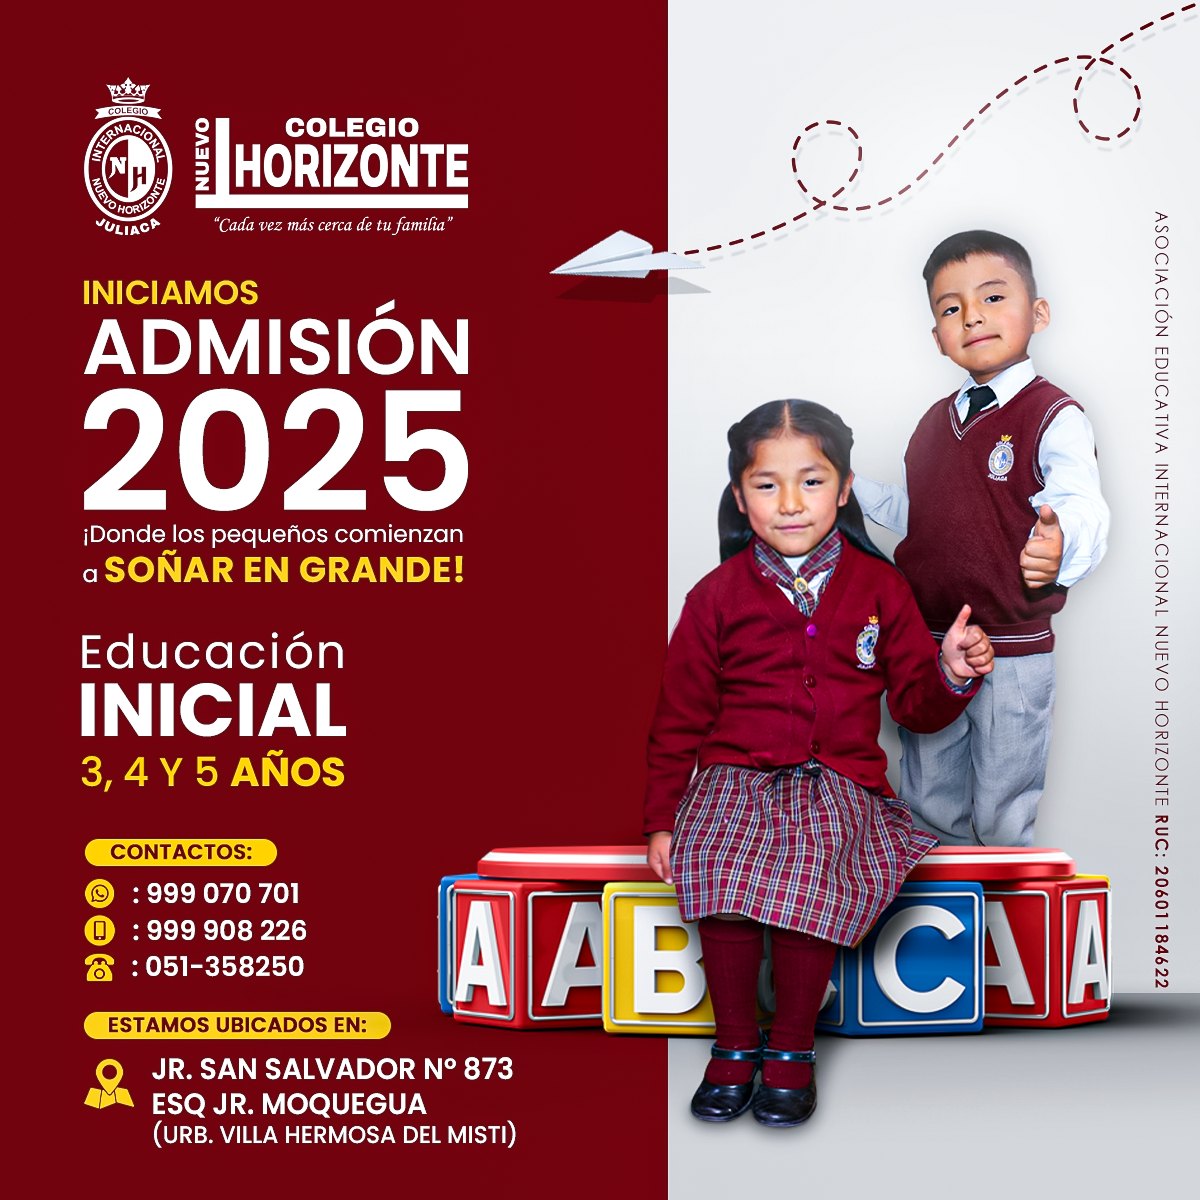 COLEGIO
INTERNACIONAL
NH
NUEVO HORIZONTE
JULIACA
NUEVO
COLEGIO
HORIZONTE
"Cada vez más cerca de tu familia"
INICIAMOS
ADMISIÓN
2025
¡Donde los pequeños comienzan
a SOÑAR EN GRANDE!
Educación
INICIAL
3, 4 Y 5 AÑOS
CONTACTOS:
: 999 070 701
: 999 908 226
: 051-358250
ESTAMOS UBICADOS EN:
JR. SAN SALVADOR N° 873
ESQ JR. MOQUEGUA
(URB. VILLA HERMOSA DEL MISTI)
ASOCIACIÓN EDUCATIVA INTERNACIONAL NUEVO HORIZONTE RUC: 20601184622
JULIACA
A A B C C A A